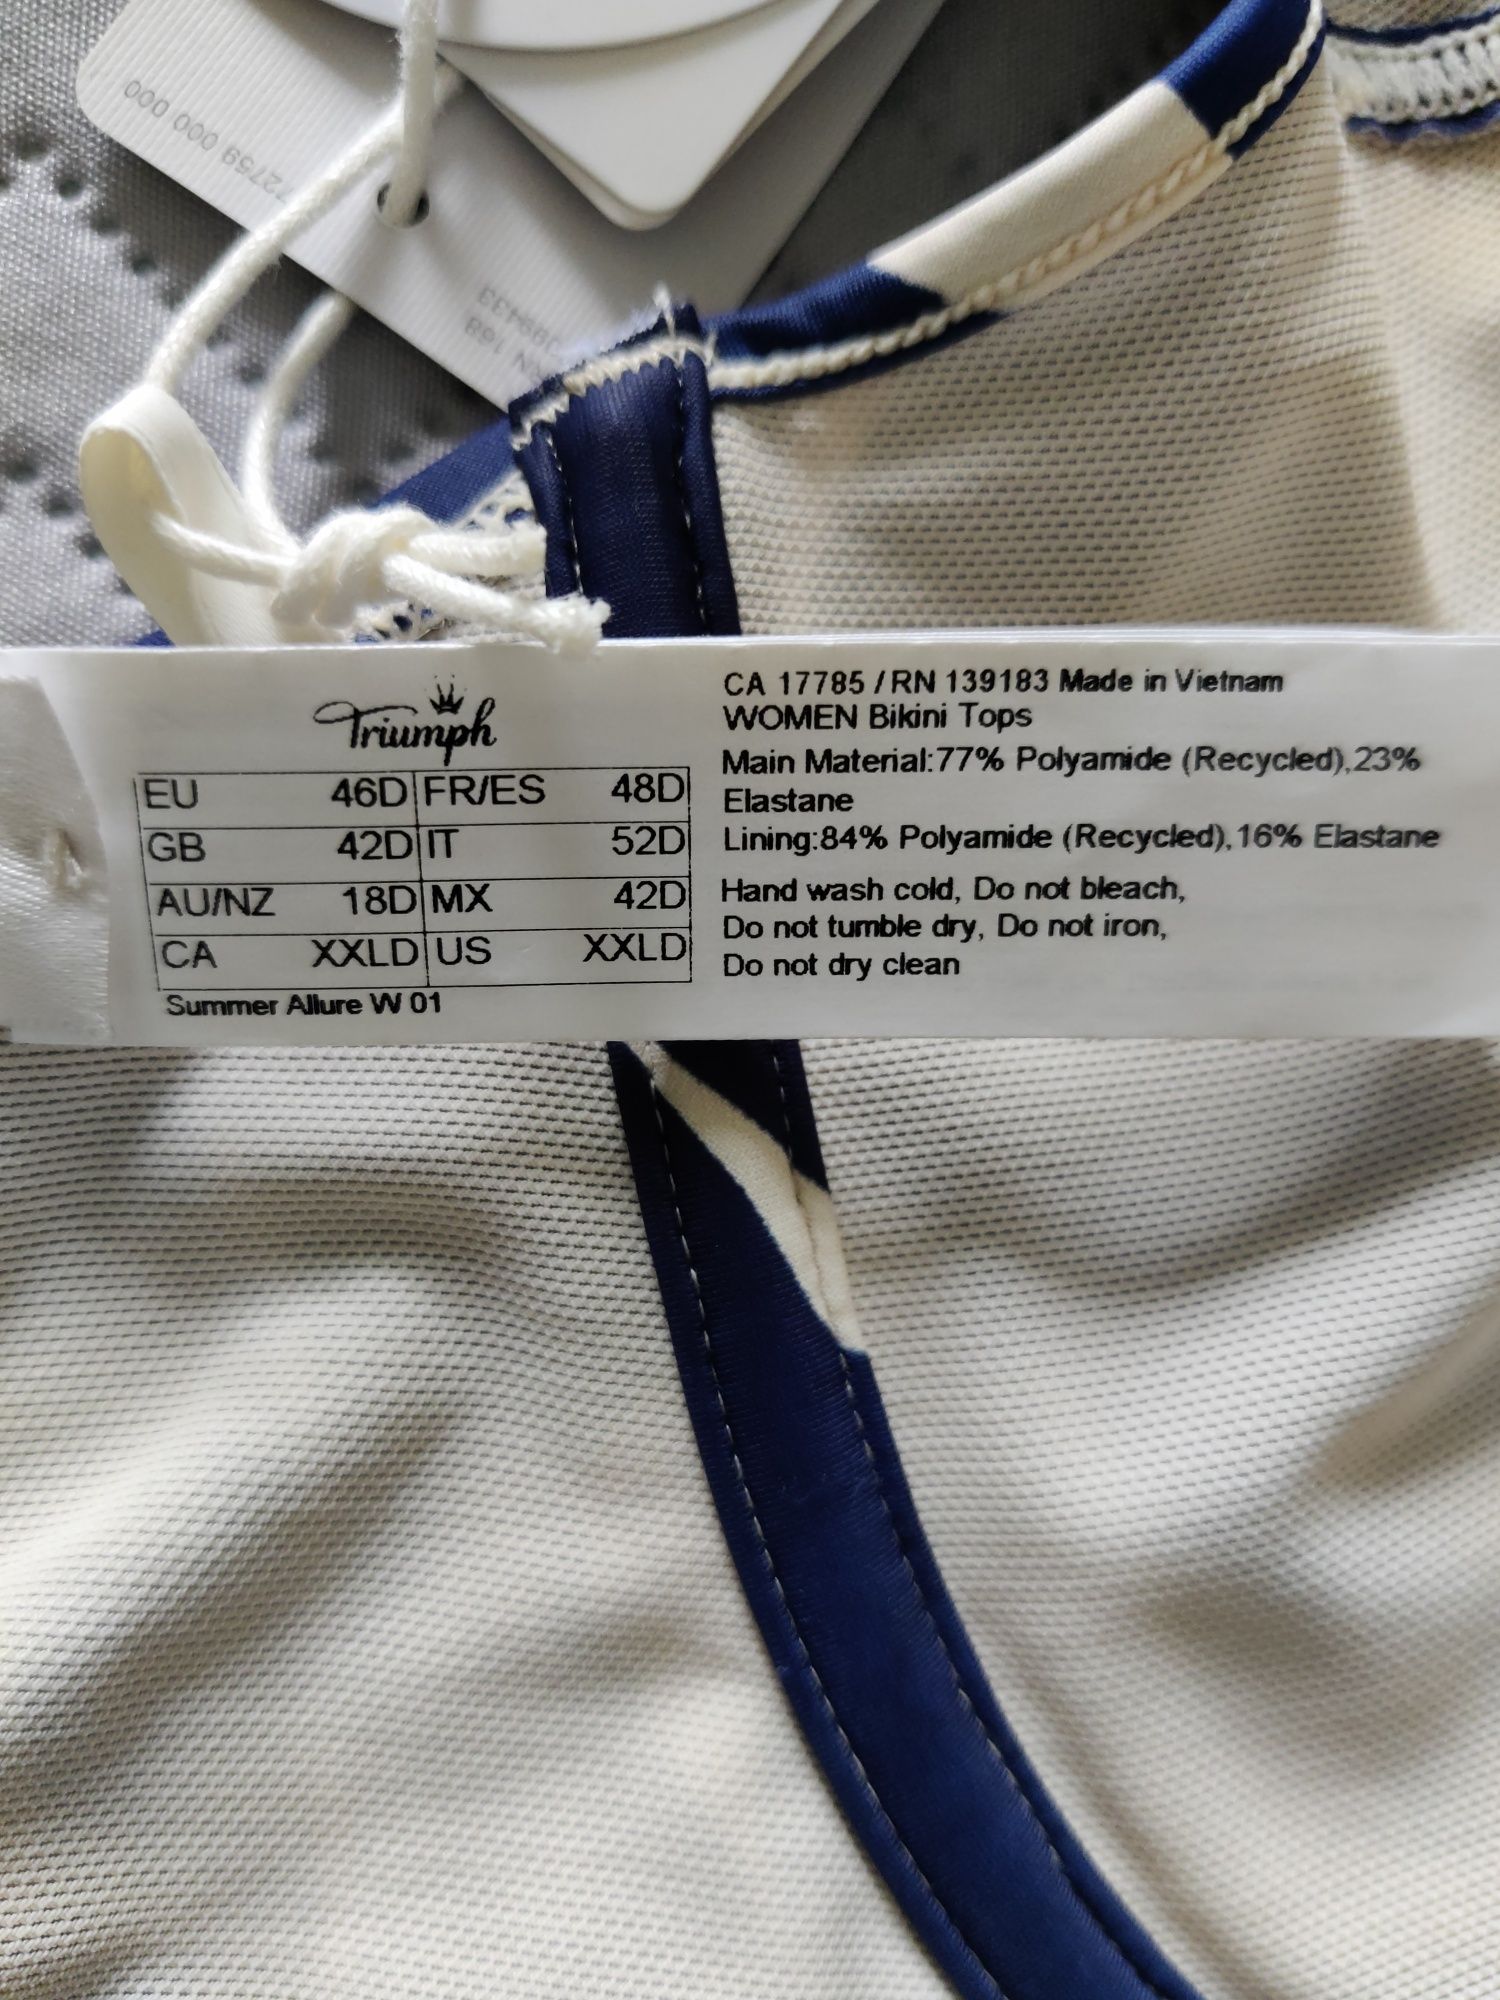 72759 000 000
Triumph
EU 46D FR/ES 48D
GB 42D IT 52D
AU/NZ 18D MX 42D
CA XXLD US XXLD
Summer Allure W 01
CA 17785 / RN 139183 Made in Vietnam
WOMEN Bikini Tops
Main Material:77% Polyamide (Recycled),23%
Elastane
Lining:84% Polyamide (Recycled),16% Elastane
Hand wash cold, Do not bleach,
Do not tumble dry, Do not iron,
Do not dry clean